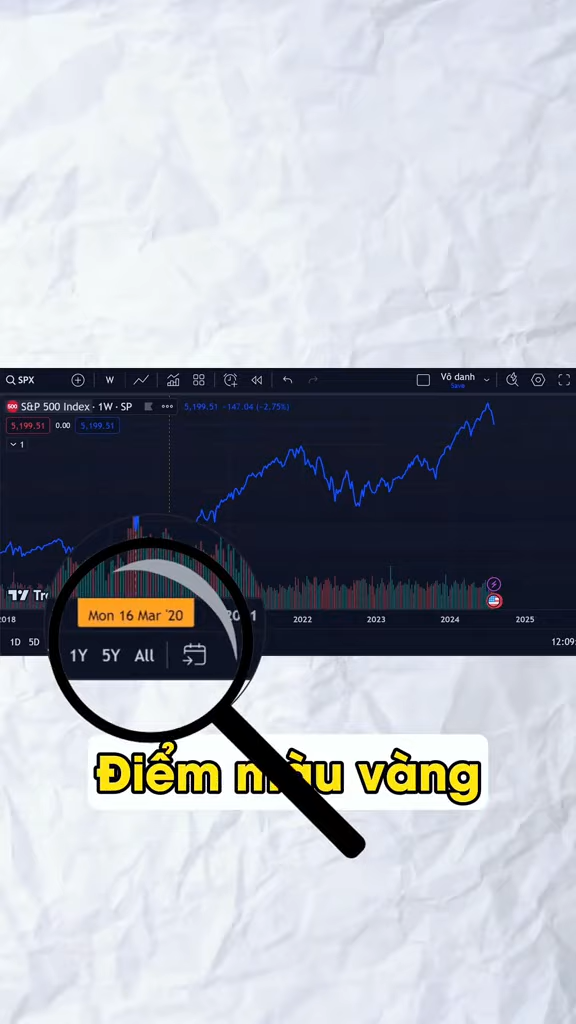 SPX
W
Vô danh
Save
500 S&P 500 Index · 1W · SP
5,199.51 -147.04 (-2.75%)
5,199.51 0.00 5,199.51
1
2018 2022 2023 2024 2025
Mon 16 Mar '20
1D 5D
1Y 5Y All
12:09
Điểm màu vàng